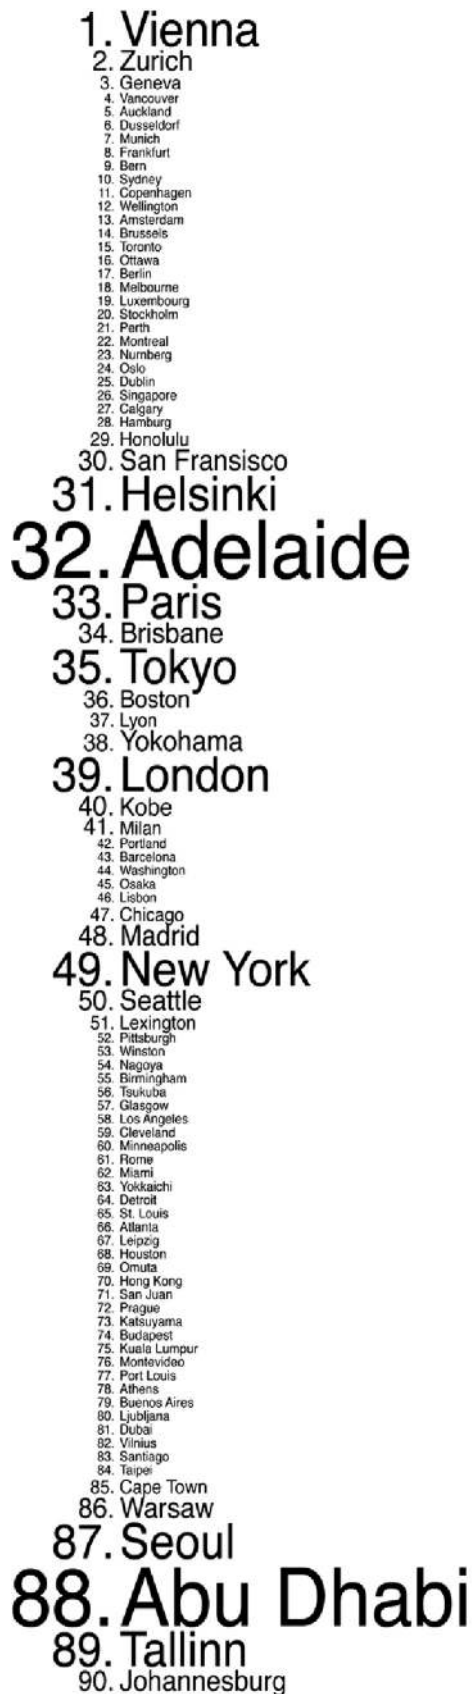 1. Vienna
2. Zurich
3. Geneva
4. Vancouver
5. Auckland
6. Dusseldorf
7. Munich
8. Frankfurt
9. Bern
10. Sydney
11. Copenhagen
12. Wellington
13. Amsterdam
14. Brussels
15. Toronto
16. Ottawa
17. Berlin
18. Melbourne
19. Luxembourg
20. Stockholm
21. Perth
22. Montreal
23. Nurnberg
24. Oslo
25. Dublin
26. Singapore
27. Calgary
28. Hamburg
29. Honolulu
30. San Fransisco
31. Helsinki
32. Adelaide
33. Paris
34. Brisbane
35. Tokyo
36. Boston
37. Lyon
38. Yokohama
39. London
40. Kobe
41. Milan
42. Portland
43. Barcelona
44. Washington
45. Osaka
46. Lisbon
47. Chicago
48. Madrid
49. New York
50. Seattle
51. Lexington
52. Pittsburgh
53. Winston
54. Nagoya
55. Birmingham
56. Tsukuba
57. Glasgow
58. Los Angeles
59. Cleveland
60. Minneapolis
61. Rome
62. Miami
63. Yokkaichi
64. Detroit
65. St. Louis
66. Atlanta
67. Leipzig
68. Houston
69. Omuta
70. Hong Kong
71. San Juan
72. Prague
73. Katsuyama
74. Budapest
75. Kuala Lumpur
76. Montevideo
77. Port Louis
78. Athens
79. Buenos Aires
80. Ljubljana
81. Dubai
82. Vilnius
83. Santiago
84. Taipei
85. Cape Town
86. Warsaw
87. Seoul
88. Abu Dhabi
89. Tallinn
90. Johannesburg